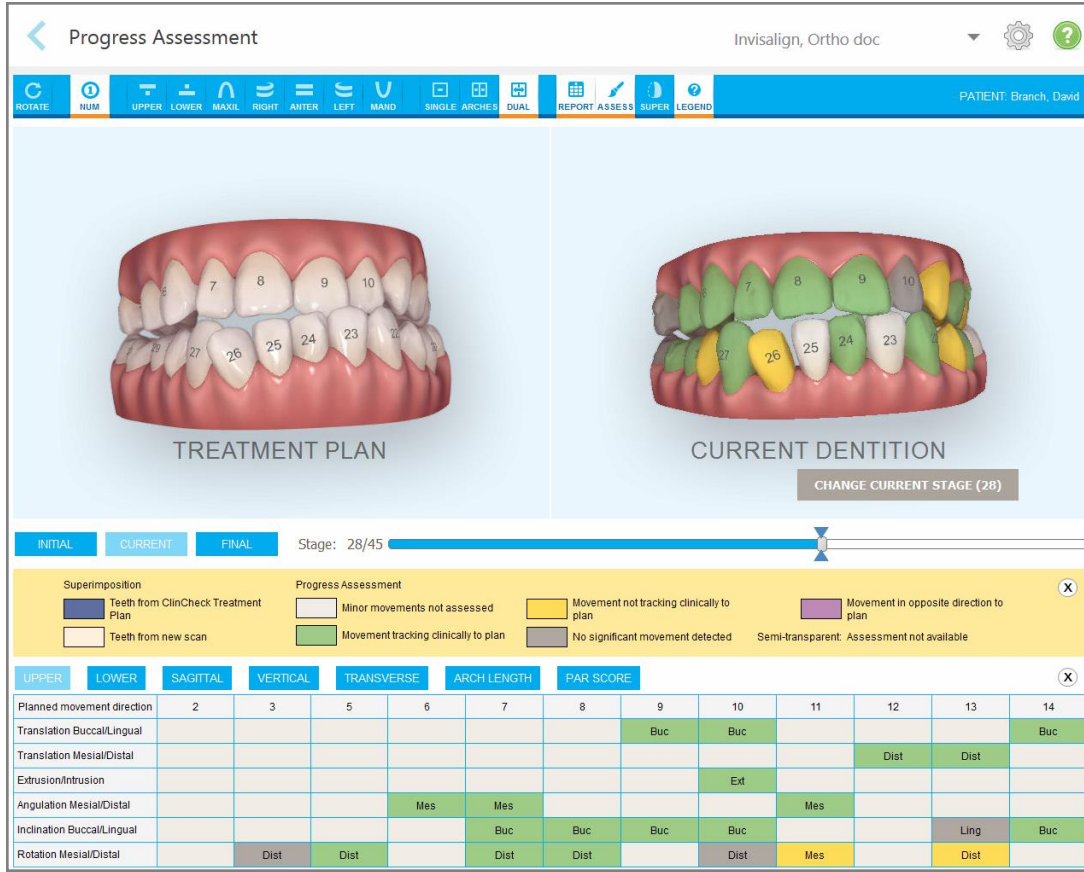 Progress Assessment
Invisalign, Ortho doc
?
ROTATE NUM UPPER LOWER MAXIL RIGHT ANTER LEFT MAND SINGLE ARCHES DUAL REPORT ASSESS SUPER LEGEND
PATIENT: Branch, David
7 8 9 10
27 26 25 24 23 22
TREATMENT PLAN
7 8 9 10
27 26 25 24 23
CURRENT DENTITION
CHANGE CURRENT STAGE (28)
INITIAL CURRENT FINAL Stage: 28/45
Superimposition
Teeth from ClinCheck Treatment
Plan
Teeth from new scan
Progress Assessment
Minor movements not assessed
Movement tracking clinically to plan
Movement not tracking clinically to
plan
No significant movement detected
Movement in opposite direction to
plan
Semi-transparent: Assessment not available
X
UPPER LOWER SAGITTAL VERTICAL TRANSVERSE ARCH LENGTH PAR SCORE X
Planned movement direction 2 3 5 6 7 8 9 10 11 12 13 14
Translation Buccal/Lingual Buc Buc Buc
Translation Mesial/Distal Dist Dist
Extrusion/Intrusion Ext
Angulation Mesial/Distal Mes Mes Mes
Inclination Buccal/Lingual Buc Buc Buc Buc Ling Buc
Rotation Mesial/Distal Dist Dist Dist Dist Dist Mes Dist